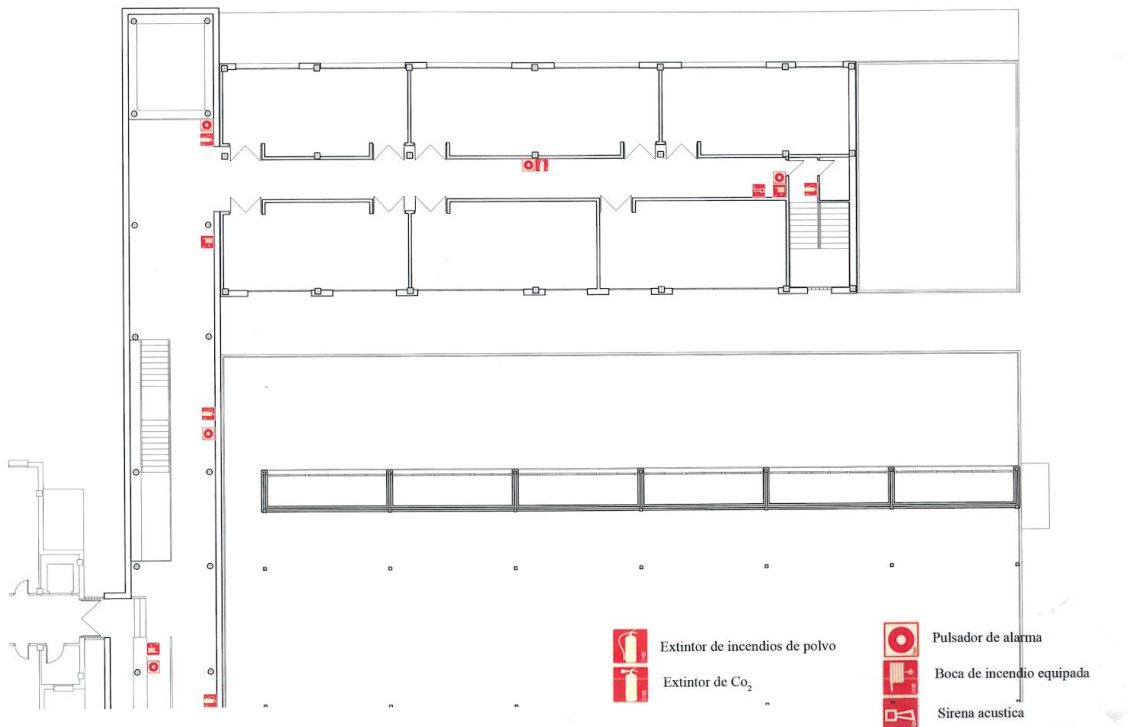 Extintor de incendios de polvo
Extintor de Co₂
Pulsador de alarma
Boca de incendio equipada
Sirena acustica